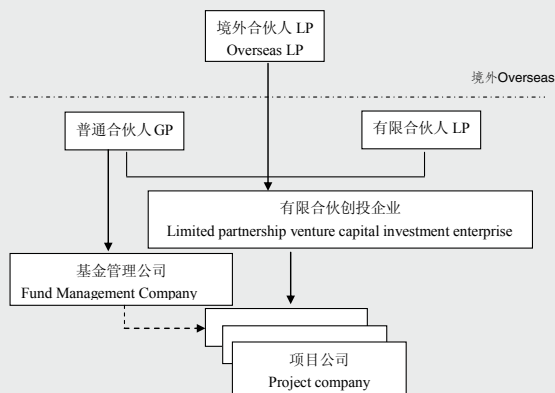 境外合伙人 LP
Overseas LP
境外Overseas
普通合伙人 GP
有限合伙人 LP
有限合伙创投企业
Limited partnership venture capital investment enterprise
基金管理公司
Fund Management Company
项目公司
Project company